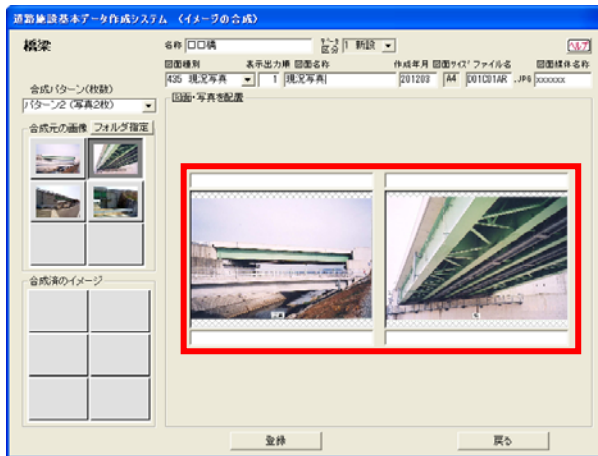 道路施設基本データ作成システム （イメージの合成）
橋梁
名称 □□橋
データ区分 1 新設
ヘルプ
図面種別 表示出力順 図面名称 作成年月 図面サイズ ファイル名 図面媒体名称
435 現況写真 1 現況写真 201203 A4 D01C01AR .JPG xxxxxx
合成パターン(枚数)
パターン2 (写真2枚)
図面・写真を配置
合成元の画像 フォルダ指定
合成済のイメージ
登録 戻る